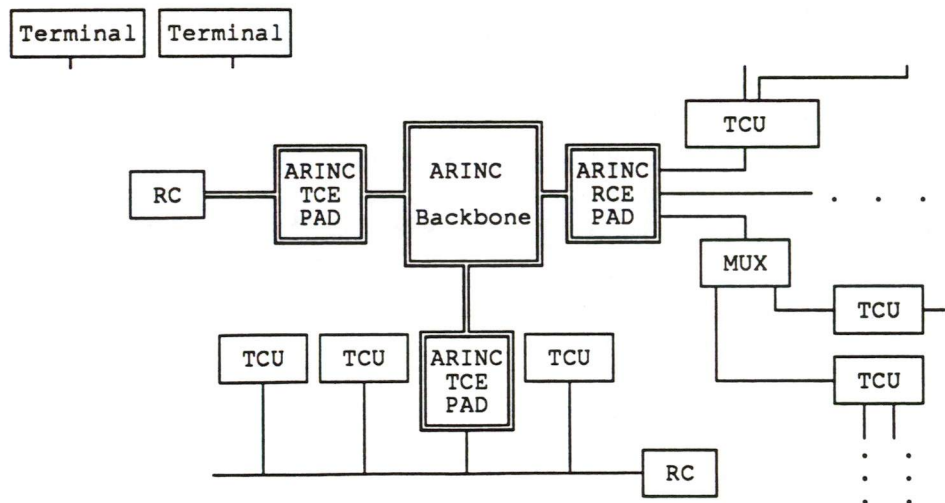 Terminal
Terminal
TCU
ARINC
TCE
PAD
ARINC
Backbone
ARINC
RCE
PAD
RC
MUX
TCU
TCU
TCU
ARINC
TCE
PAD
TCU
TCU
RC